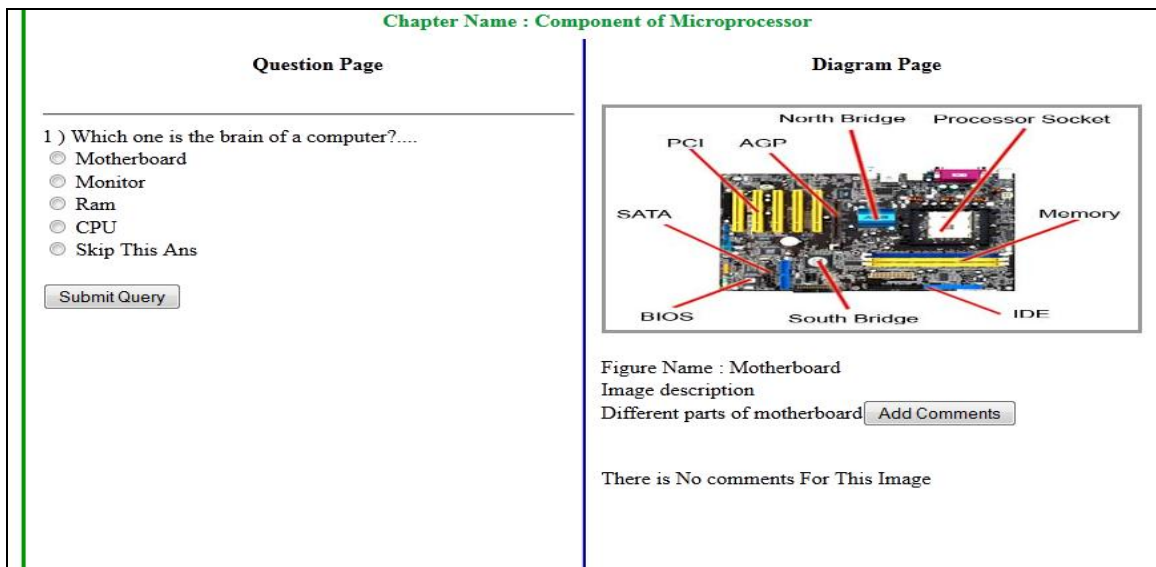 Chapter Name : Component of Microprocessor
Question Page
1 ) Which one is the brain of a computer?....
Motherboard
Monitor
Ram
CPU
Skip This Ans
Submit Query
Diagram Page
North Bridge Processor Socket
PCI AGP
SATA Memory
BIOS South Bridge IDE
Figure Name : Motherboard
Image description
Different parts of motherboard Add Comments
There is No comments For This Image